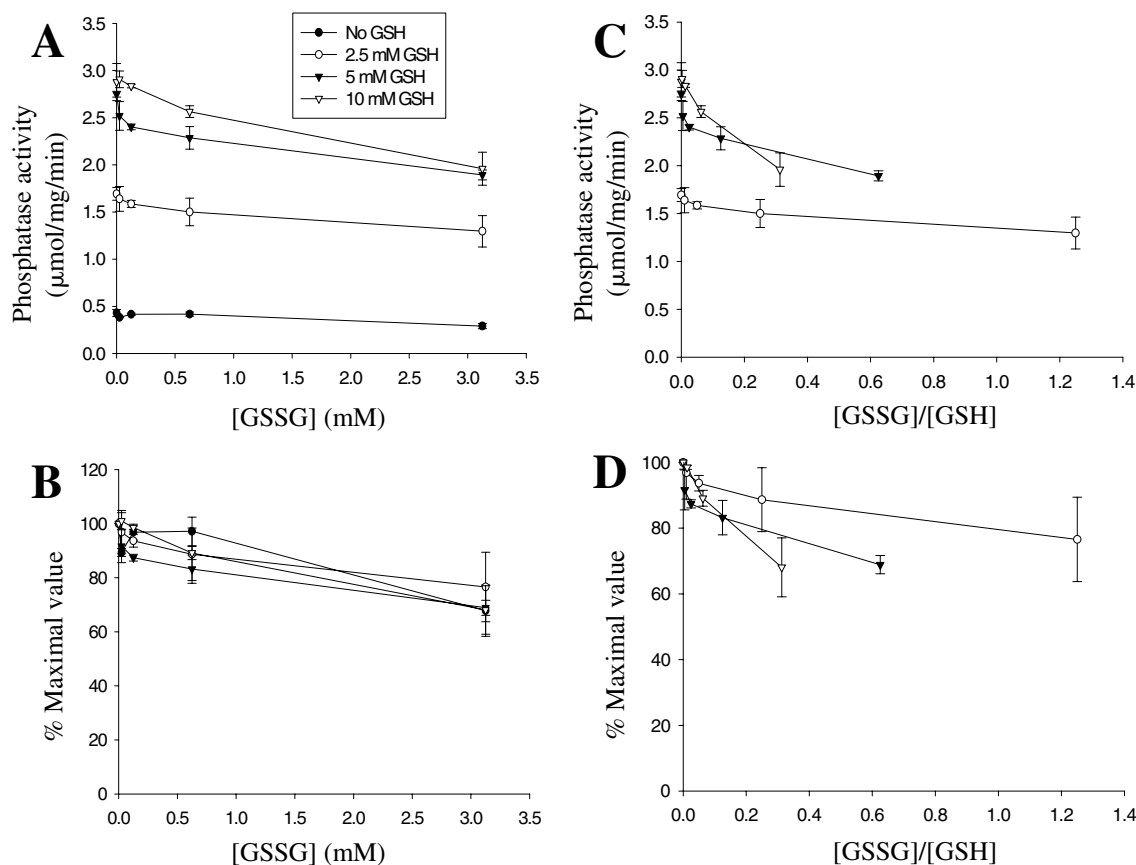 A
No GSH
2.5 mM GSH
5 mM GSH
10 mM GSH
Phosphatase activity
(μmol/mg/min)
3.5
3.0
2.5
2.0
1.5
1.0
0.5
0.0
0.0 0.5 1.0 1.5 2.0 2.5 3.0 3.5
[GSSG] (mM)
C
Phosphatase activity
(μmol/mg/min)
3.5
3.0
2.5
2.0
1.5
1.0
0.5
0.0
0.0 0.2 0.4 0.6 0.8 1.0 1.2 1.4
[GSSG]/[GSH]
B
% Maximal value
120
100
80
60
40
20
0
0.0 0.5 1.0 1.5 2.0 2.5 3.0 3.5
[GSSG] (mM)
D
% Maximal value
100
80
60
40
20
0
0.0 0.2 0.4 0.6 0.8 1.0 1.2 1.4
[GSSG]/[GSH]